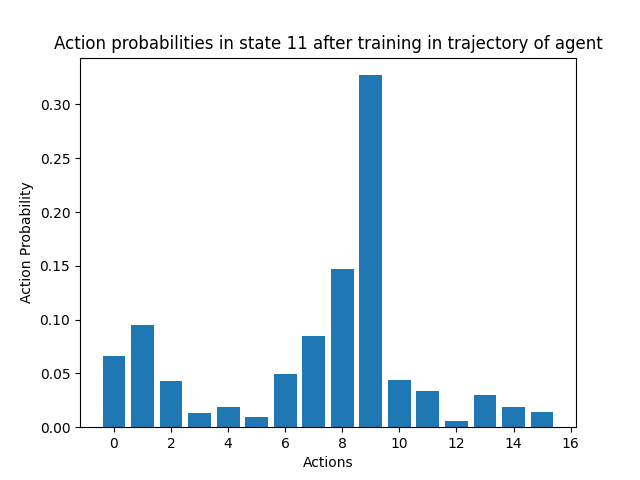 Action probabilities in state 11 after training in trajectory of agent
0.30
0.25
0.20
0.15
0.10
0.05
0.00
Action Probability
0 2 4 6 8 10 12 14 16
Actions